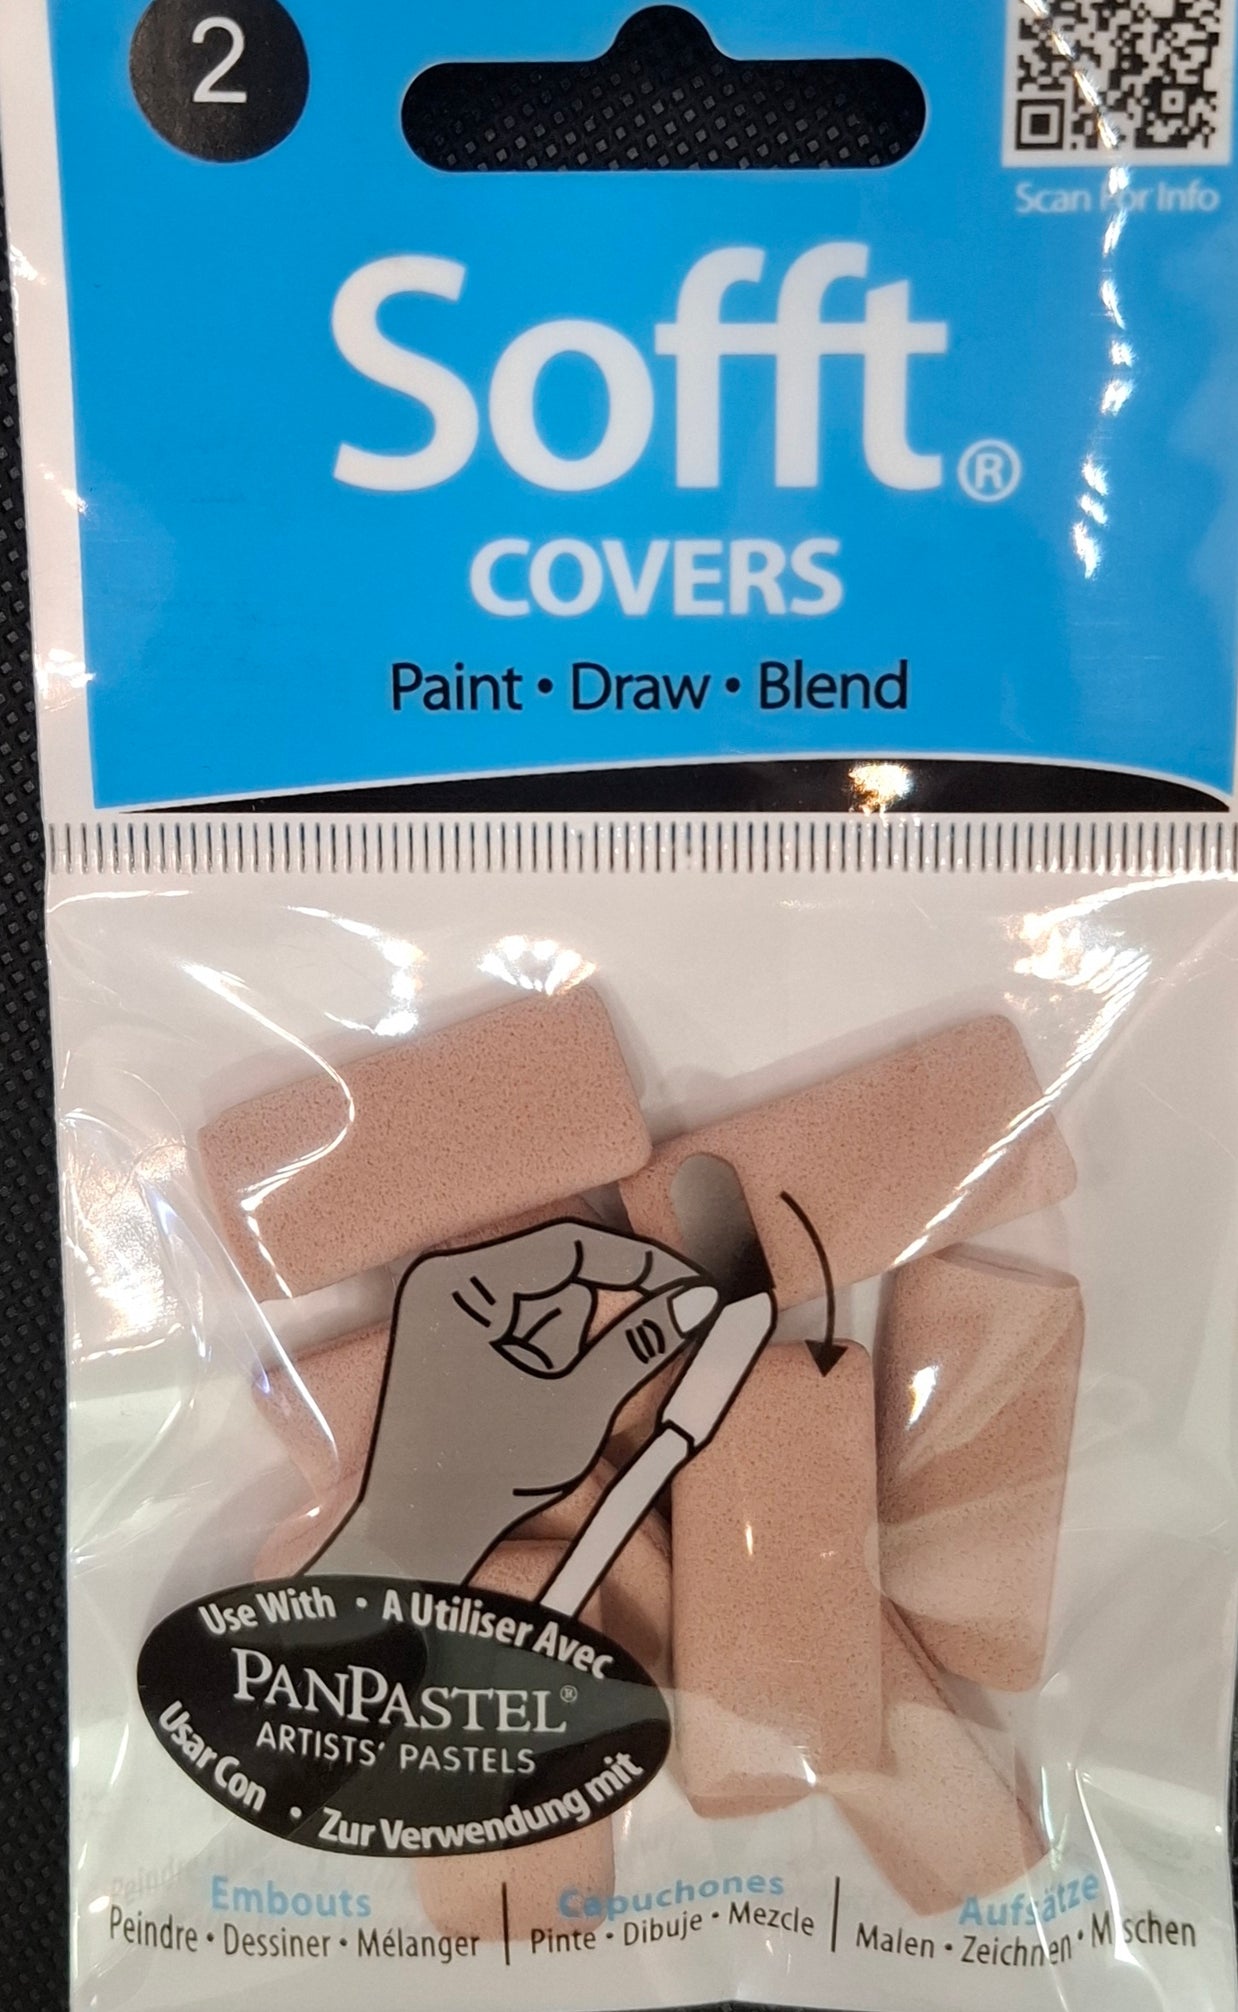 2
Scan For Info
Sofft®
COVERS
Paint • Draw • Blend
Use With • A Utiliser Avec
PANPASTEL®
ARTISTS' PASTELS
Usar Con • Zur Verwendung mit
Embouts
Peindre • Dessiner • Mélanger
Capuchones
Pinte • Dibuje • Mezcle
Aufsätze
Malen • Zeichnen • Mischen